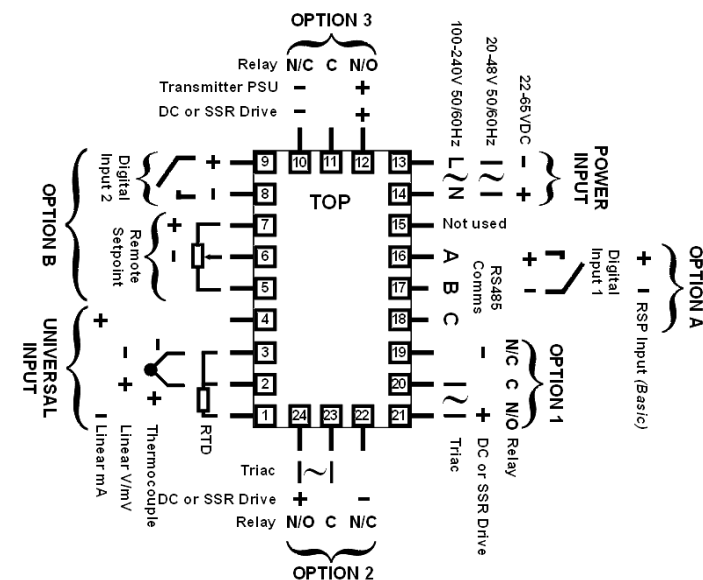 OPTION 3
Relay N/C C N/O
Transmitter PSU - +
DC or SSR Drive - +
OPTION B
Digital
Input 2
+
-
Remote
Setpoint
+
-
UNIVERSAL
INPUT
+
- Linear mA
- + Linear V/mV
- + Thermocouple
RTD
TOP
9
8
7
6
5
4
3
2
1
10 11 12
13
14
15
16
17
18
19
20
21
24 23 22
100-240V 50/60Hz
L ~ N
20-48V 50/60Hz
~
22-65VDC
- +
POWER
INPUT
Not used
A
B
C
RS485
Comms
+
-
Digital
Input 1
+
- RSP Input (Basic)
OPTION A
OPTION 1
N/C C N/O Relay
- + DC or SSR Drive
~ Triac
Triac ~
DC or SSR Drive + -
Relay N/O C N/C
OPTION 2